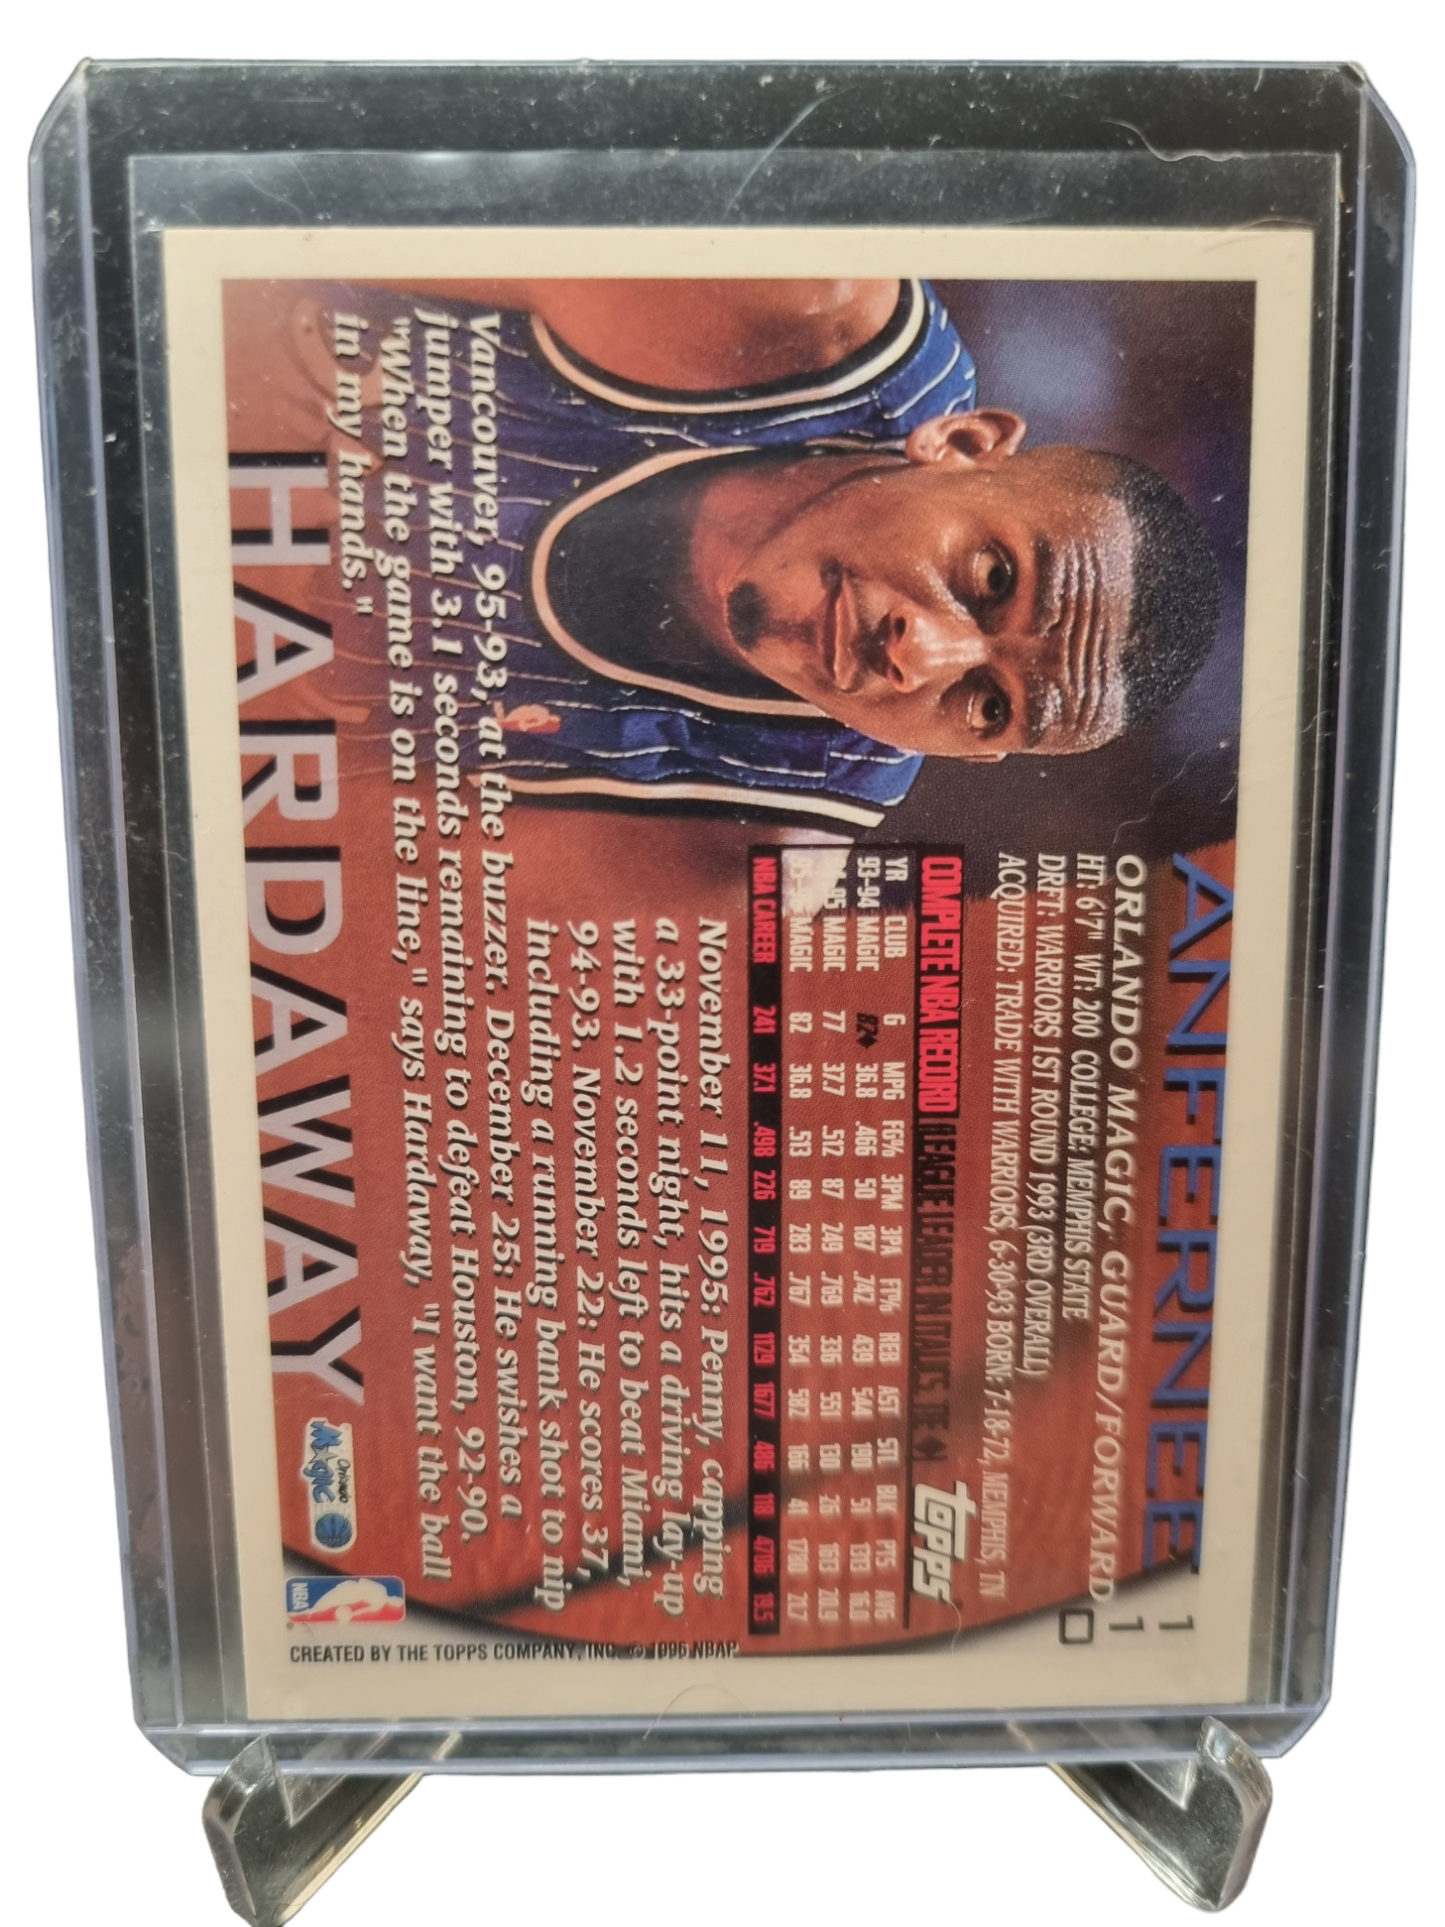 ANFERNEE
110
ORLANDO MAGIC, GUARD/FORWARD
HT: 6'7" WT: 200 COLLEGE: MEMPHIS STATE
DRFT: WARRIORS 1ST ROUND 1993 (3RD OVERALL)
ACQUIRED: TRADE WITH WARRIORS, 6-30-93 BORN: 7-18-72, MEMPHIS, TN
COMPLETE NBA RECORD (LEAGUE LEADER IN ITALICS, TIE ♦)
topps
YR CLUB G MPG FG% 3PM 3PA FT% REB AST STL BLK PTS AVG
93-94 MAGIC 82♦ 36.8 .466 50 187 .742 439 544 190 51 1313 16.0
MAGIC 77 37.7 .512 87 249 .769 336 551 130 26 1613 20.9
MAGIC 82 36.8 .513 89 283 .767 354 582 166 41 1780 21.7
NBA CAREER 241 37.1 .498 226 719 .762 1129 1677 486 118 4706 19.5
November 11, 1995: Penny, capping
a 33-point night, hits a driving lay-up
with 1.2 seconds left to beat Miami,
94-93. November 22: He scores 37,
including a running bank shot to nip
Vancouver, 95-93, at the buzzer. December 25: He swishes a
jumper with 3.1 seconds remaining to defeat Houston, 92-90.
"When the game is on the line," says Hardaway, "I want the ball
in my hands."
HARDAWAY
Orlando
MAGIC
NBA
CREATED BY THE TOPPS COMPANY, INC. © 1996 NBAP